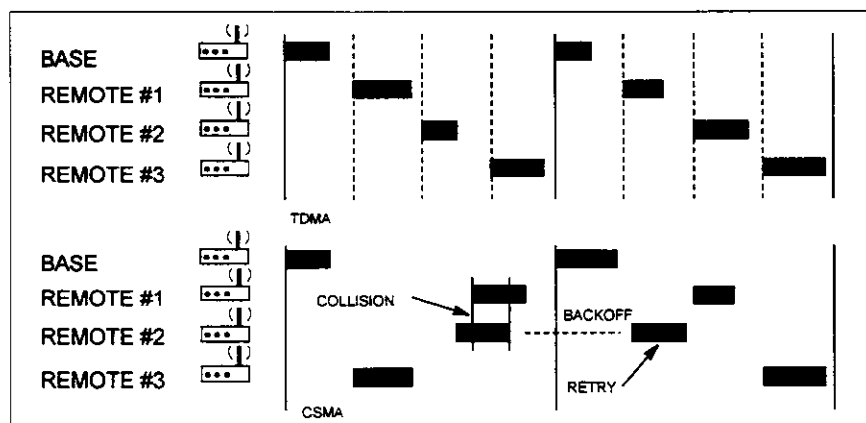 BASE
REMOTE #1
REMOTE #2
REMOTE #3
TDMA
BASE
REMOTE #1
COLLISION
BACKOFF
REMOTE #2
RETRY
REMOTE #3
CSMA